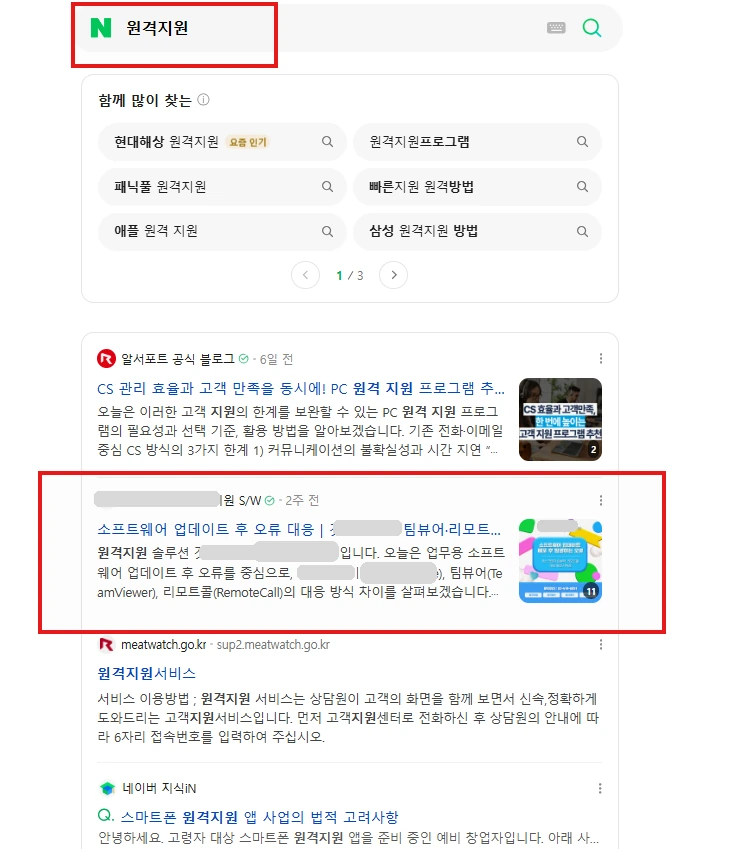 N 원격지원
함께 많이 찾는
현대해상 원격지원 요즘 인기
원격지원프로그램
패닉풀 원격지원
빠른지원 원격방법
애플 원격 지원
삼성 원격지원 방법
1 / 3
알서포트 공식 블로그 · 6일 전
CS 관리 효율과 고객 만족을 동시에! PC 원격 지원 프로그램 추...
오늘은 이러한 고객 지원의 한계를 보완할 수 있는 PC 원격 지원 프로그
램의 필요성과 선택 기준, 활용 방법을 알아보겠습니다. 기존 전화·이메일
중심 CS 방식의 3가지 한계 1) 커뮤니케이션의 불확실성과 시간 지연 "...
CS 효율과 고객만족,
한 번에 높이는
고객 지원 프로그램 추천
2
원 S/W · 2주 전
소프트웨어 업데이트 후 오류 대응 | 팀뷰어·리모트...
원격지원 솔루션 입니다. 오늘은 업무용 소프트
웨어 업데이트 후 오류를 중심으로, ), 팀뷰어(Te
amViewer), 리모트콜(RemoteCall)의 대응 방식 차이를 살펴보겠습니다...
소프트웨어 업데이트
11
meatwatch.go.kr · sup2.meatwatch.go.kr
원격지원서비스
서비스 이용방법 ; 원격지원 서비스는 상담원이 고객의 화면을 함께 보면서 신속,정확하게
도와드리는 고객지원서비스입니다. 먼저 고객지원센터로 전화하신 후 상담원의 안내에 따
라 6자리 접속번호를 입력하여 주십시오.
네이버 지식iN
Q. 스마트폰 원격지원 앱 사업의 법적 고려사항
안녕하세요. 고령자 대상 스마트폰 원격지원 앱을 준비 중인 예비 창업자입니다. 아래 사...